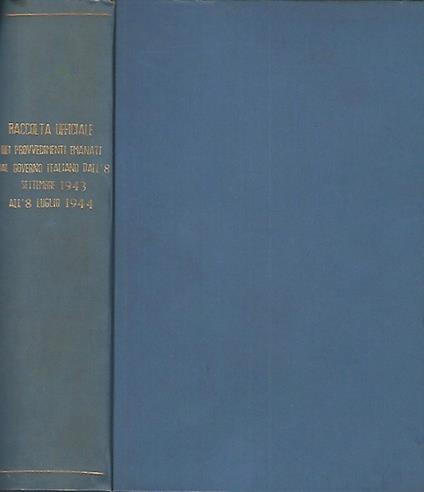 RACCOLTA UFFICIALE
DEI PROVVEDIMENTI EMANATI
DAL GOVERNO ITALIANO DALL'8
SETTEMBRE 1943
ALL'8 LUGLIO 1944